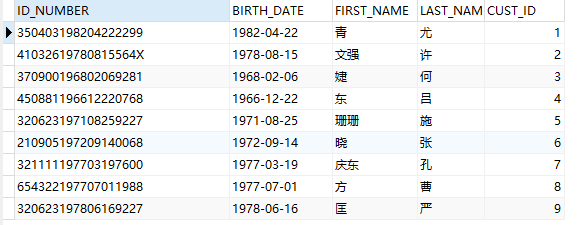 ID_NUMBER BIRTH_DATE FIRST_NAME LAST_NAM CUST_ID
350403198204222299 1982-04-22 青 尤 1
41032619780815564X 1978-08-15 文强 许 2
370900196802069281 1968-02-06 婕 何 3
450881196612220768 1966-12-22 东 吕 4
320623197108259227 1971-08-25 珊珊 施 5
210905197209140068 1972-09-14 晓 张 6
321111197703197600 1977-03-19 庆东 孔 7
654322197707011988 1977-07-01 方 曹 8
320623197806169227 1978-06-16 匡 严 9